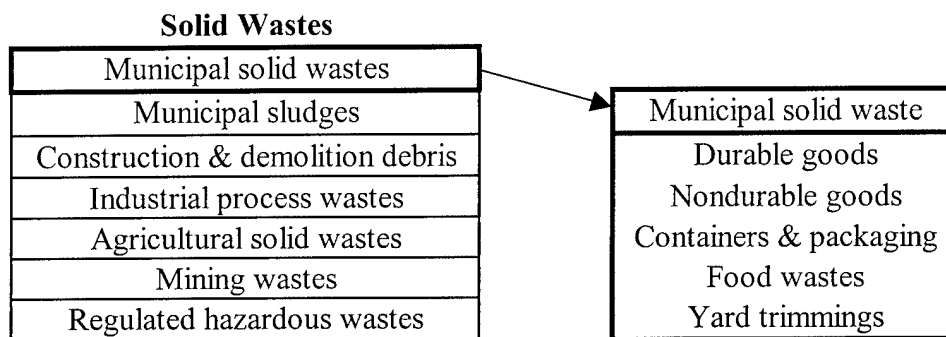 Solid Wastes
Municipal solid wastes
Municipal sludges
Construction & demolition debris
Industrial process wastes
Agricultural solid wastes
Mining wastes
Regulated hazardous wastes
Municipal solid waste
Durable goods
Nondurable goods
Containers & packaging
Food wastes
Yard trimmings